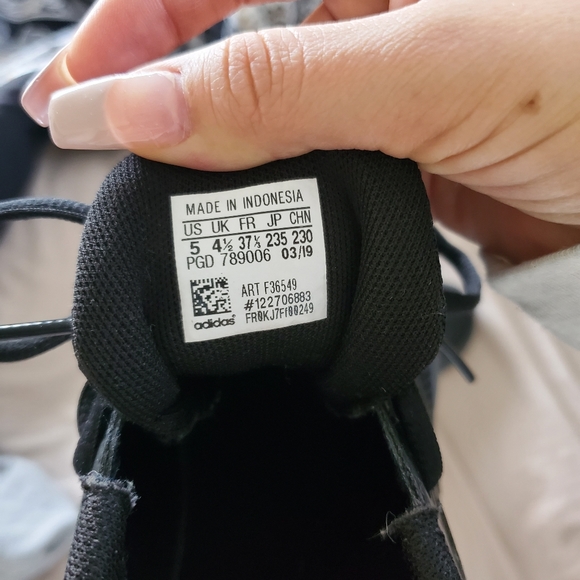 MADE IN INDONESIA
US UK FR JP CHN
5 4½ 37⅓ 235 230
PGD 789006 03/19
ART F36549
#122706883
adidas FR0KJ7Ff00249